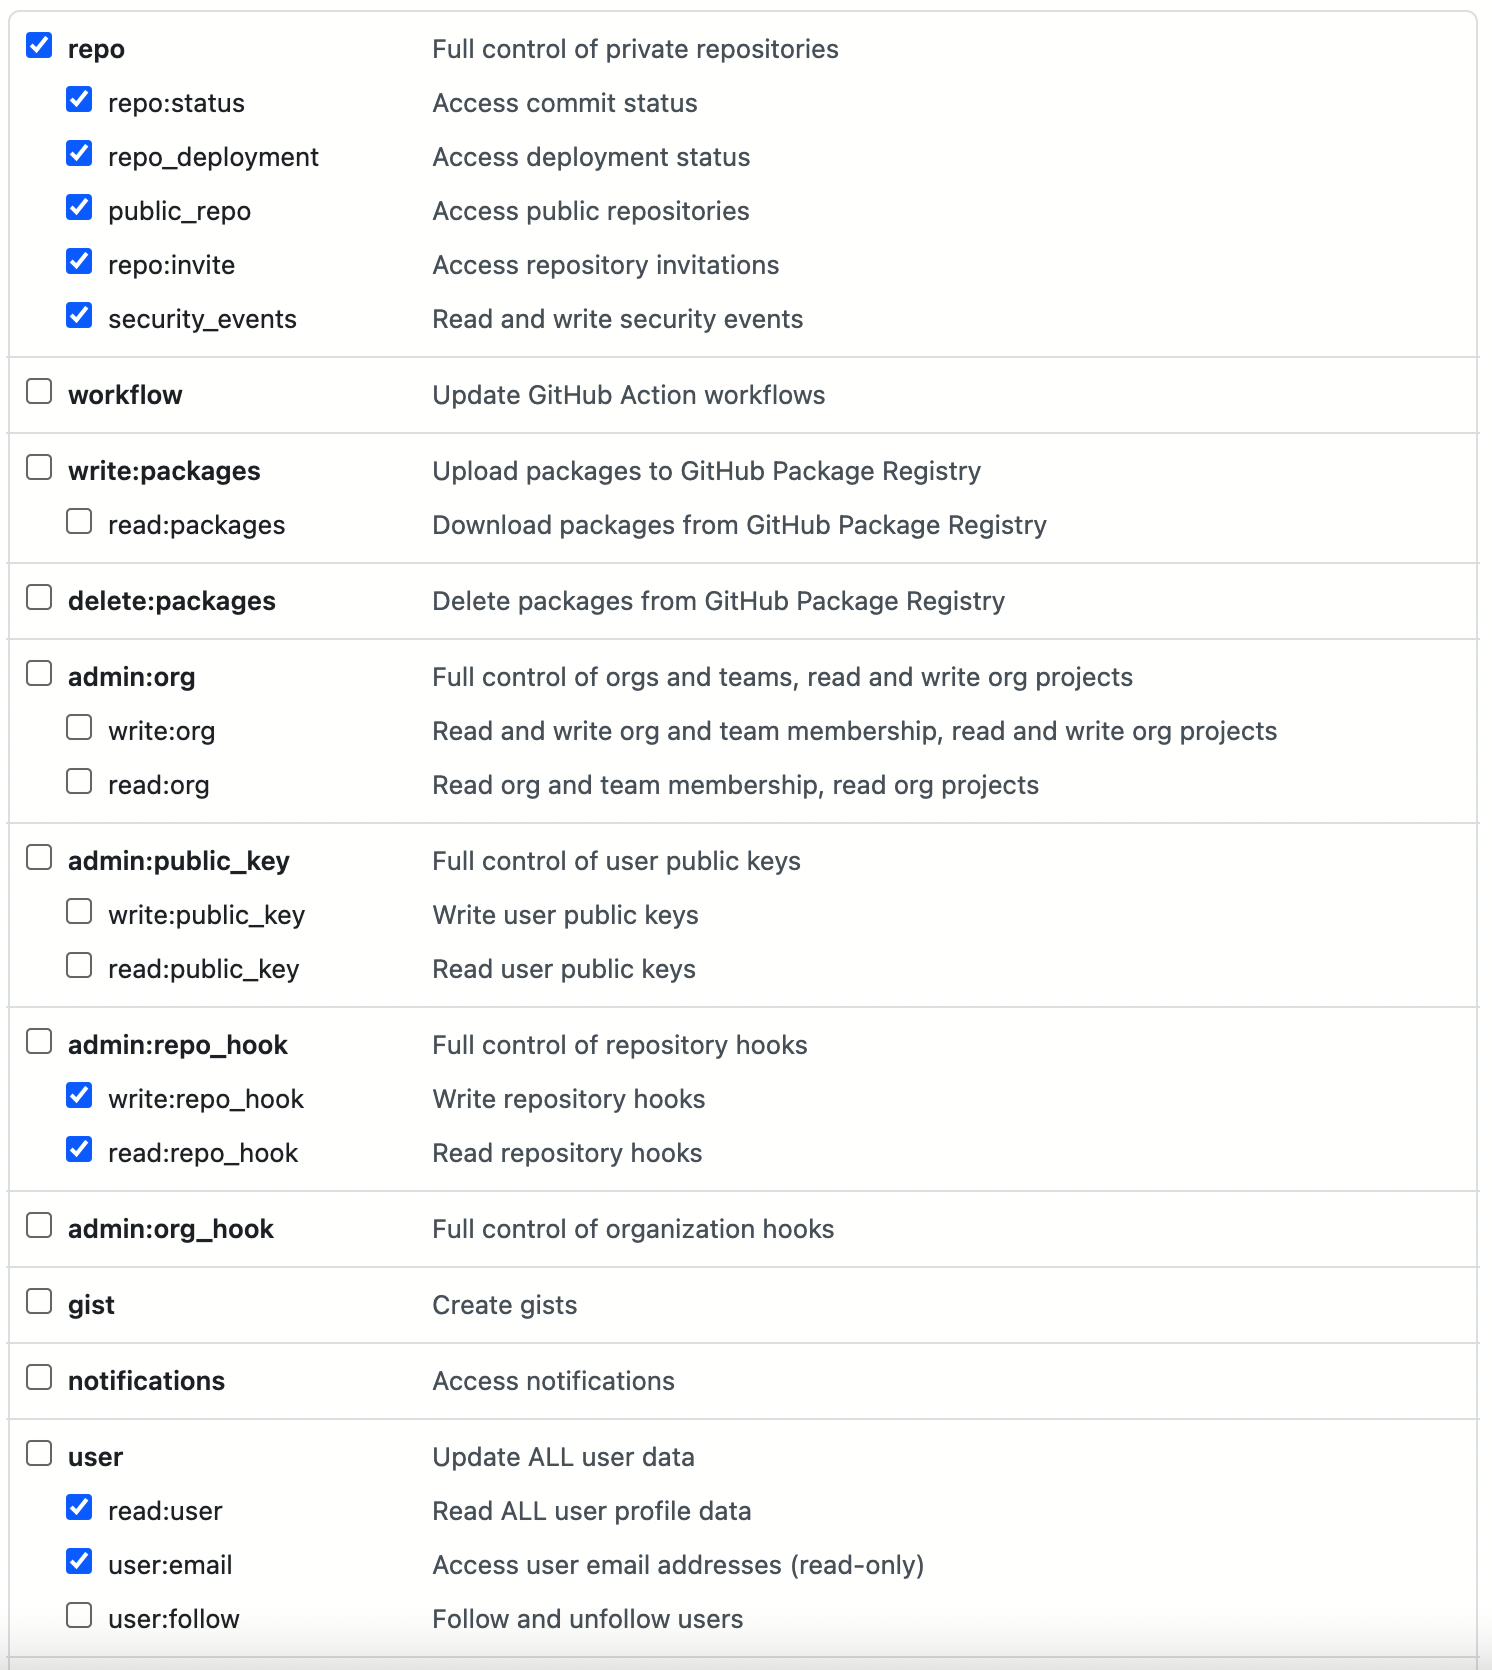 repo Full control of private repositories
repo:status Access commit status
repo_deployment Access deployment status
public_repo Access public repositories
repo:invite Access repository invitations
security_events Read and write security events
workflow Update GitHub Action workflows
write:packages Upload packages to GitHub Package Registry
read:packages Download packages from GitHub Package Registry
delete:packages Delete packages from GitHub Package Registry
admin:org Full control of orgs and teams, read and write org projects
write:org Read and write org and team membership, read and write org projects
read:org Read org and team membership, read org projects
admin:public_key Full control of user public keys
write:public_key Write user public keys
read:public_key Read user public keys
admin:repo_hook Full control of repository hooks
write:repo_hook Write repository hooks
read:repo_hook Read repository hooks
admin:org_hook Full control of organization hooks
gist Create gists
notifications Access notifications
user Update ALL user data
read:user Read ALL user profile data
user:email Access user email addresses (read-only)
user:follow Follow and unfollow users